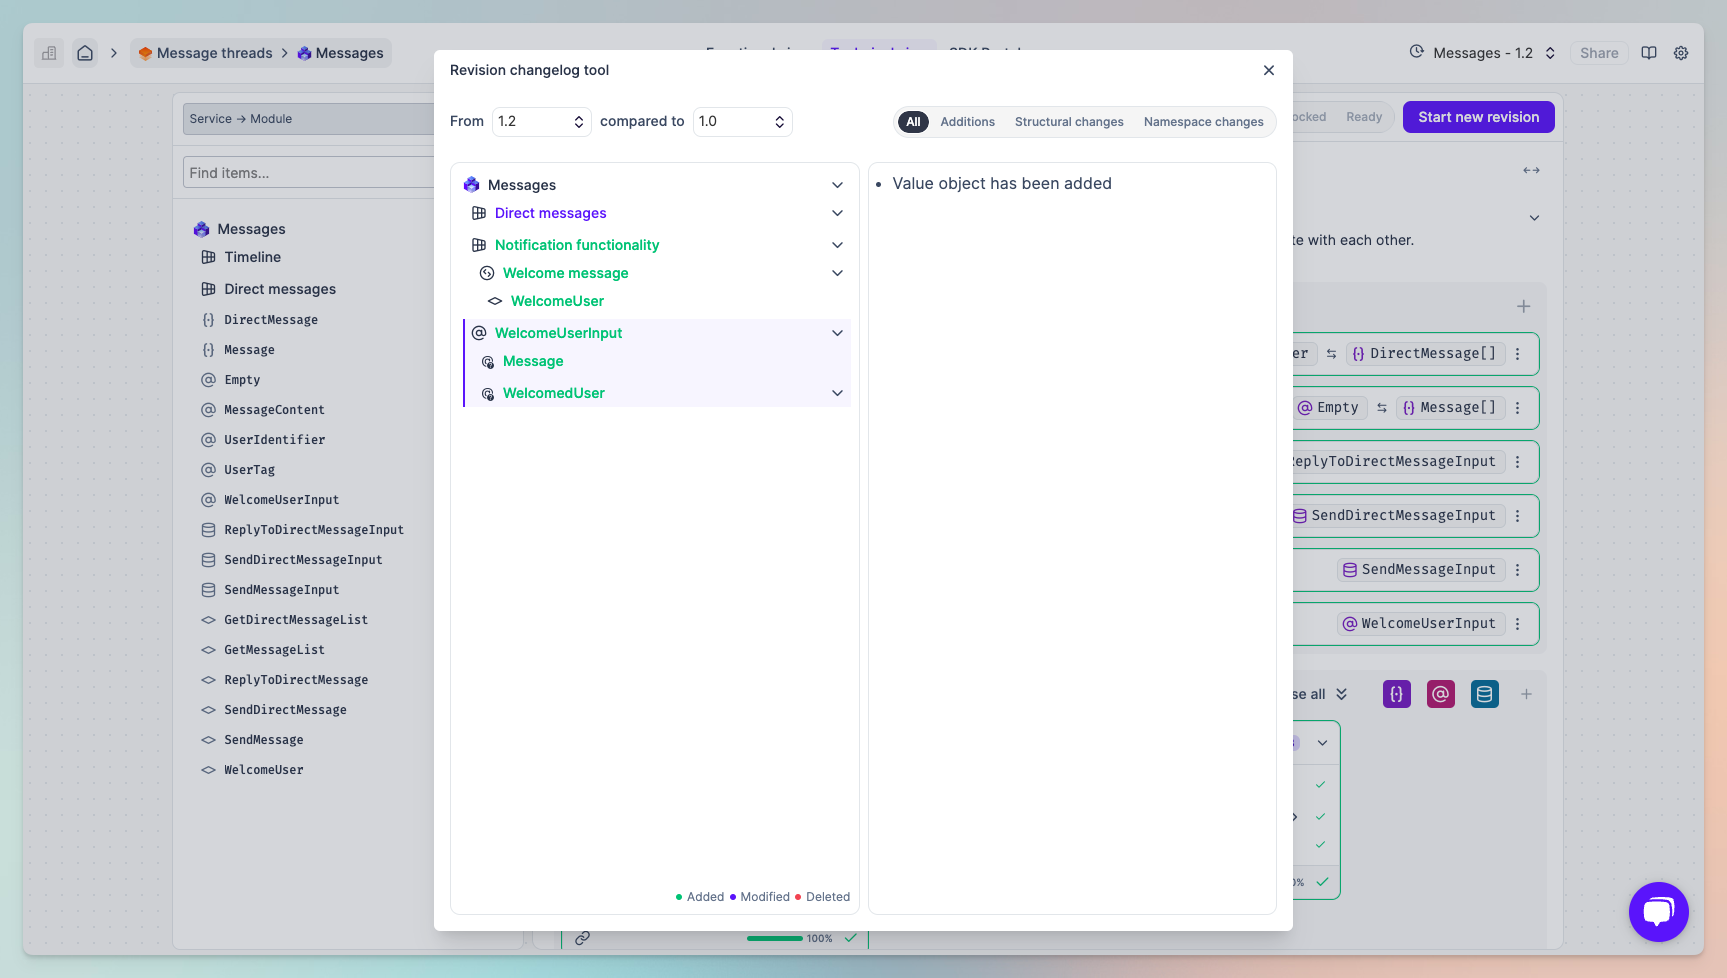 Message threads
Messages
Messages - 1.2
Share
Service → Module
Find items...
Messages
Timeline
Direct messages
DirectMessage
Message
Empty
MessageContent
UserIdentifier
UserTag
WelcomeUserInput
ReplyToDirectMessageInput
SendDirectMessageInput
SendMessageInput
GetDirectMessageList
GetMessageList
ReplyToDirectMessage
SendDirectMessage
SendMessage
WelcomeUser
Revision changelog tool
From 1.2 compared to 1.0
All Additions Structural changes Namespace changes
Messages
Direct messages
Notification functionality
Welcome message
WelcomeUser
WelcomeUserInput
Message
WelcomedUser
Added Modified Deleted
• Value object has been added
ocked Ready
Start new revision
te with each other.
er DirectMessage[]
Empty Message[]
ReplyToDirectMessageInput
SendDirectMessageInput
SendMessageInput
WelcomeUserInput
se all
0%
100%